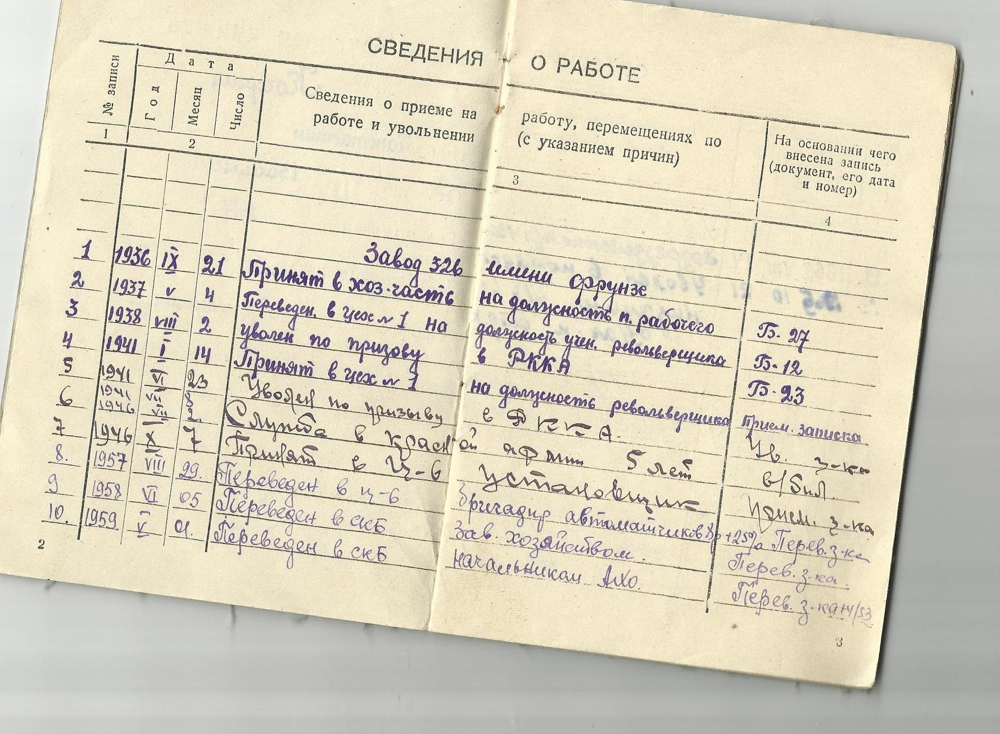 СВЕДЕНИЯ О РАБОТЕ
№ записи
Дата
Год
Месяц
Число
Сведения о приеме на работу, перемещениях по
работе и увольнении (с указанием причин)
На основании чего
внесена запись
(документ, его дата
и номер)
1 2 3 4
Завод 326 имени Фрунзе
1 1936 IX 21 Принят в хоз-часть на должность п. рабочего Б-27
2 1937 V 4 Переведен. в цех № 1 на должность учен. револьверщика Б-12
3 1938 VIII 2 уволен по призову в РККА Б-23
4 1941 I 14 Принят в цех № 1 на должность револьверщика Прием. записка
5 1941 VI 23 Уволен по призыву в РККА. Ув. з-ка
1941 VII 8
6 1946 VII 2. Служба в красной армии 5 лет в/бил.
7 1946 X 7 Принят в Ц-6 установщик Прием. з-ка
8. 1957 VIII 29. Переведен в ц-6 бригадир автоматчиков 8р +25% Перев. з-ка
9 1958 VI 05 Переведен в СКБ зав. хозяйством. Перев. з-ка.
10. 1959 V 01. Переведен в СКБ начальником АХО. Перев. з-ка
2
3